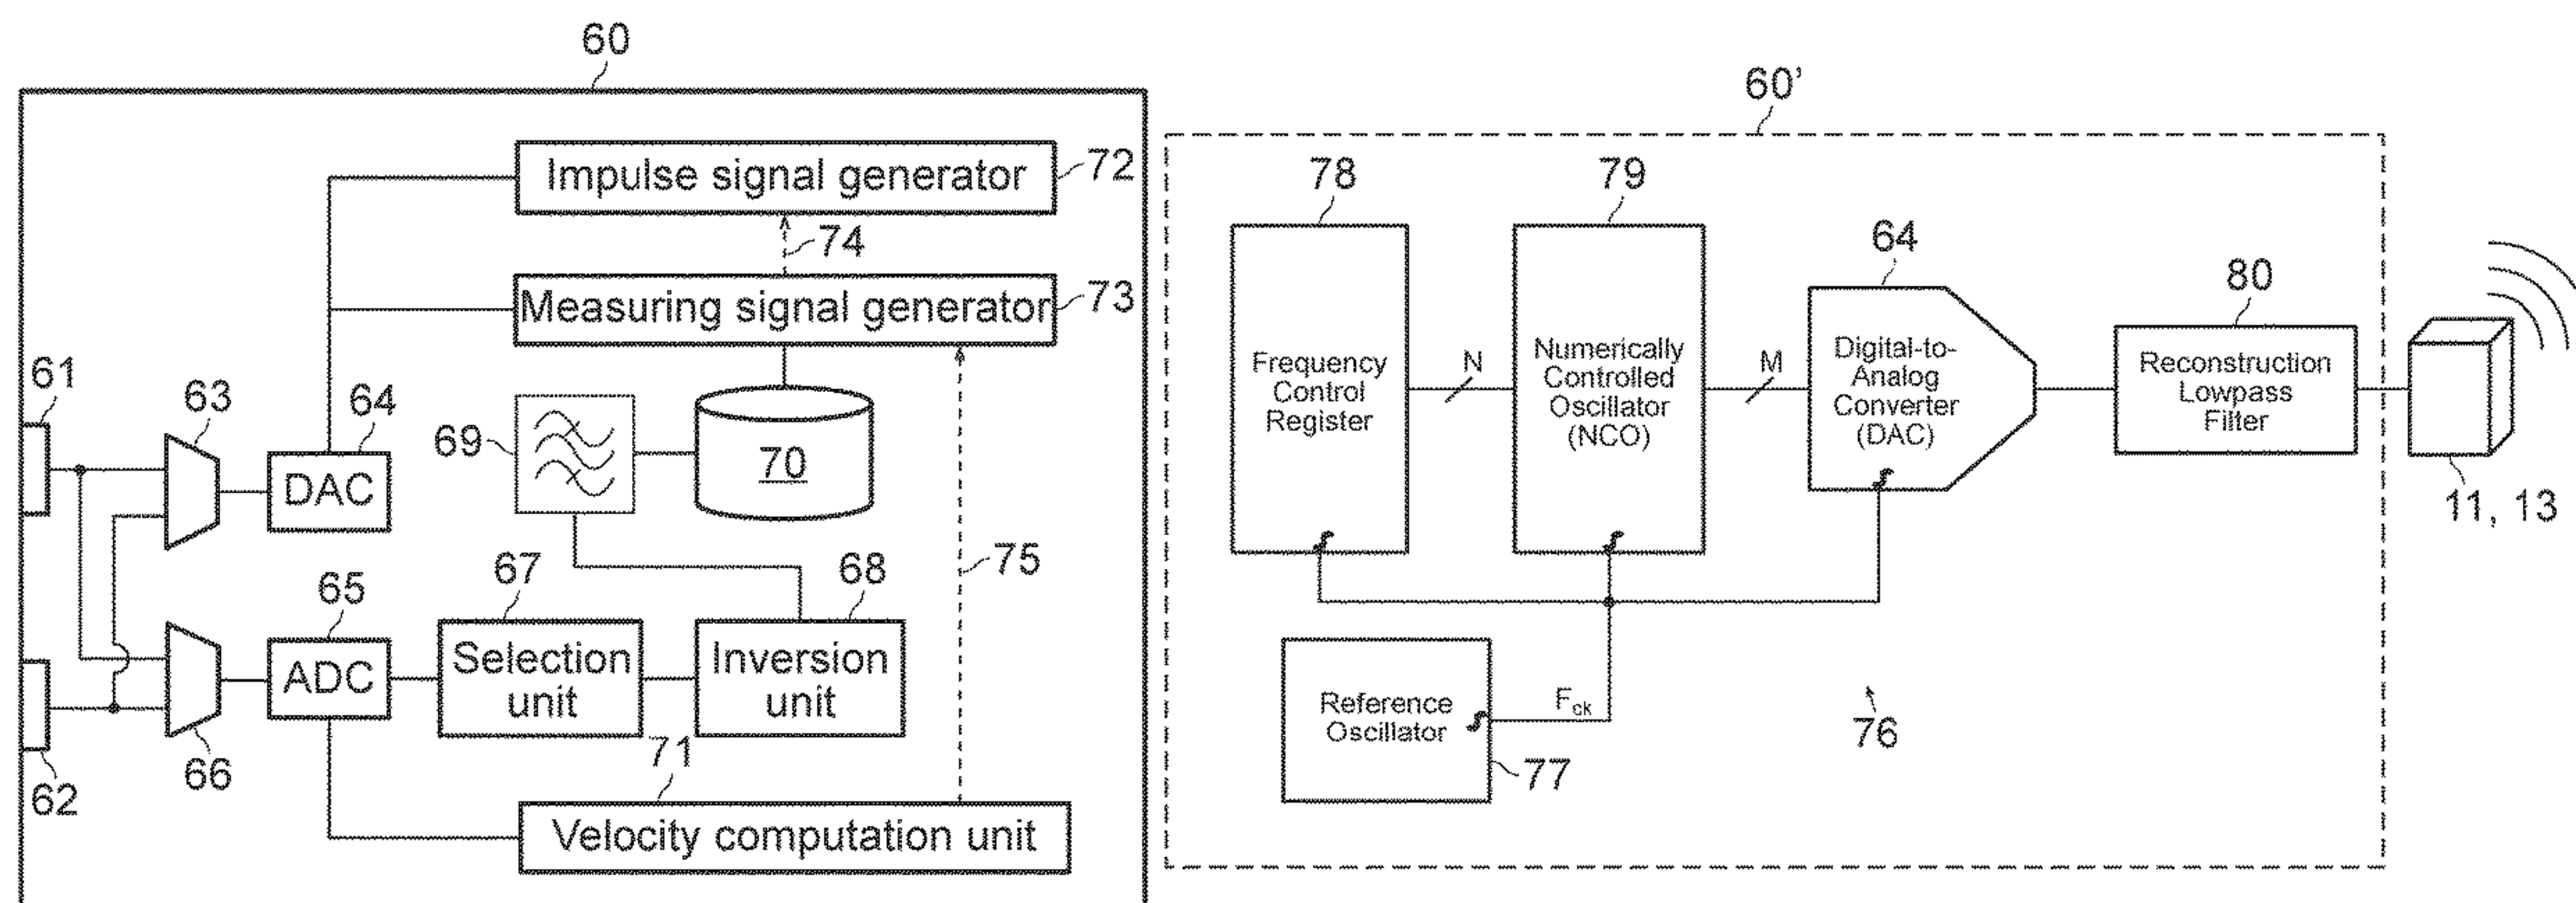 60
Impulse signal generator
72
74
Measuring signal generator
73
61
63
64
DAC
69
70
75
65
ADC
67
Selection
unit
68
Inversion
unit
66
62
71
Velocity computation unit
60’
78
Frequency
Control
Register
N
79
Numerically
Controlled
Oscillator
(NCO)
M
64
Digital-to-
Analog
Converter
(DAC)
80
Reconstruction
Lowpass
Filter
11, 13
Reference
Oscillator
Fck
77
76